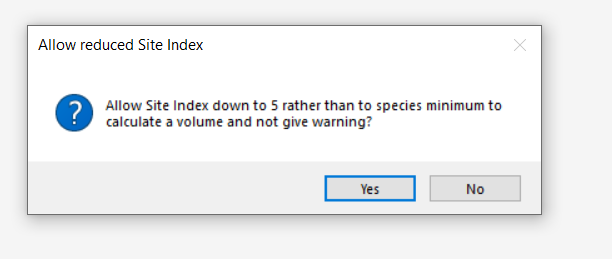 Allow reduced Site Index
Allow Site Index down to 5 rather than to species minimum to
calculate a volume and not give warning?
Yes
No